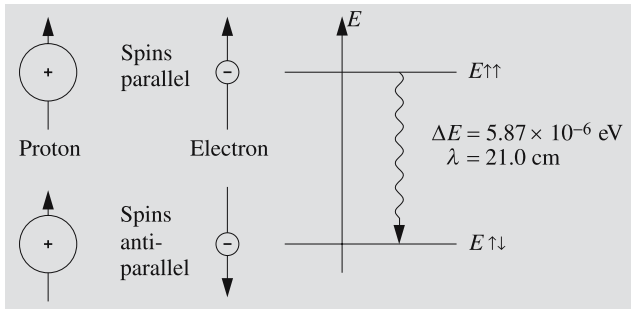 E
Spins
parallel
+
−
E↑↑
Proton
Electron
ΔE = 5.87 × 10⁻⁶ eV
λ = 21.0 cm
Spins
anti-
parallel
+
−
E↑↓